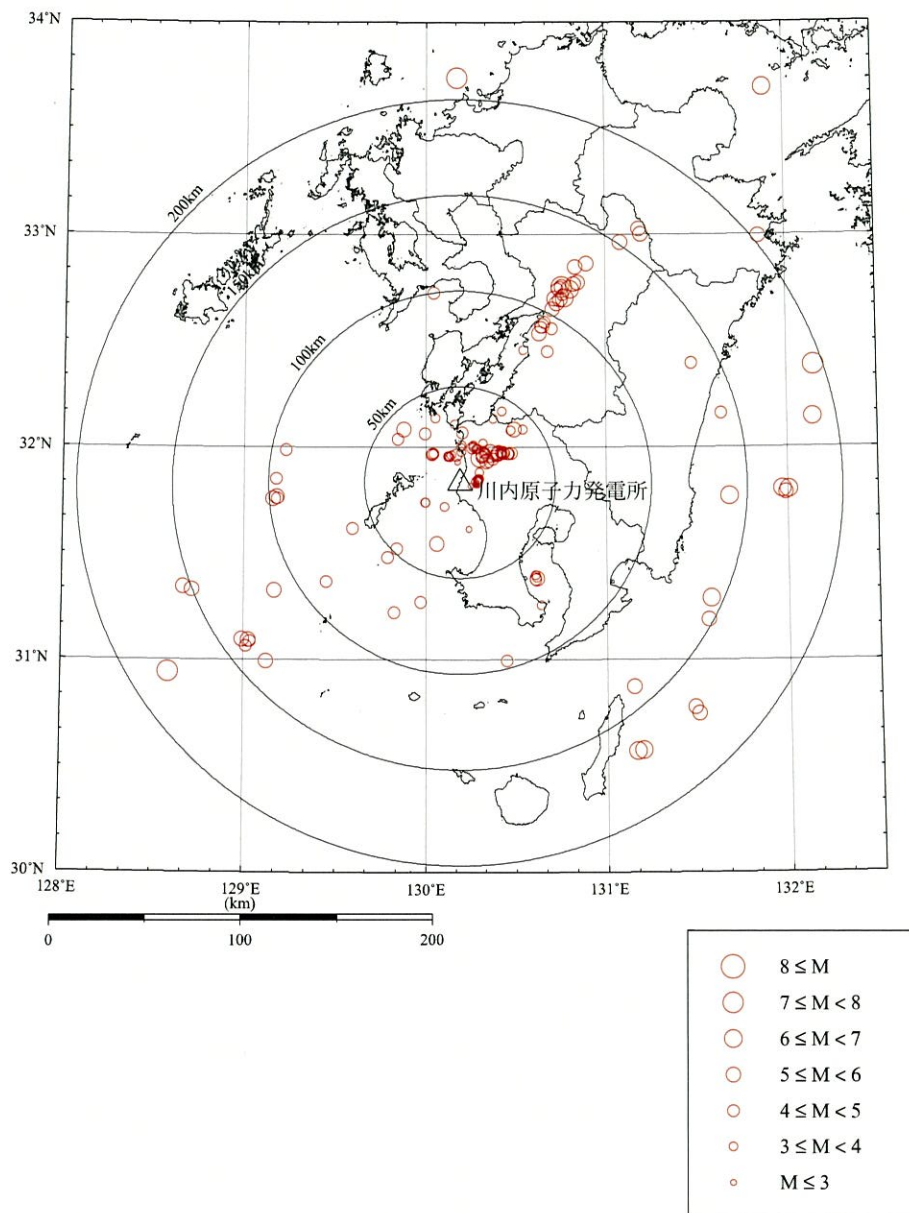 34˚N
200km
33˚N
150km
100km
50km
32˚N
川内原子力発電所
31˚N
30˚N
128˚E
129˚E
130˚E
131˚E
132˚E
(km)
0
100
200
8 ≤ M
7 ≤ M < 8
6 ≤ M < 7
5 ≤ M < 6
4 ≤ M < 5
3 ≤ M < 4
M ≤ 3